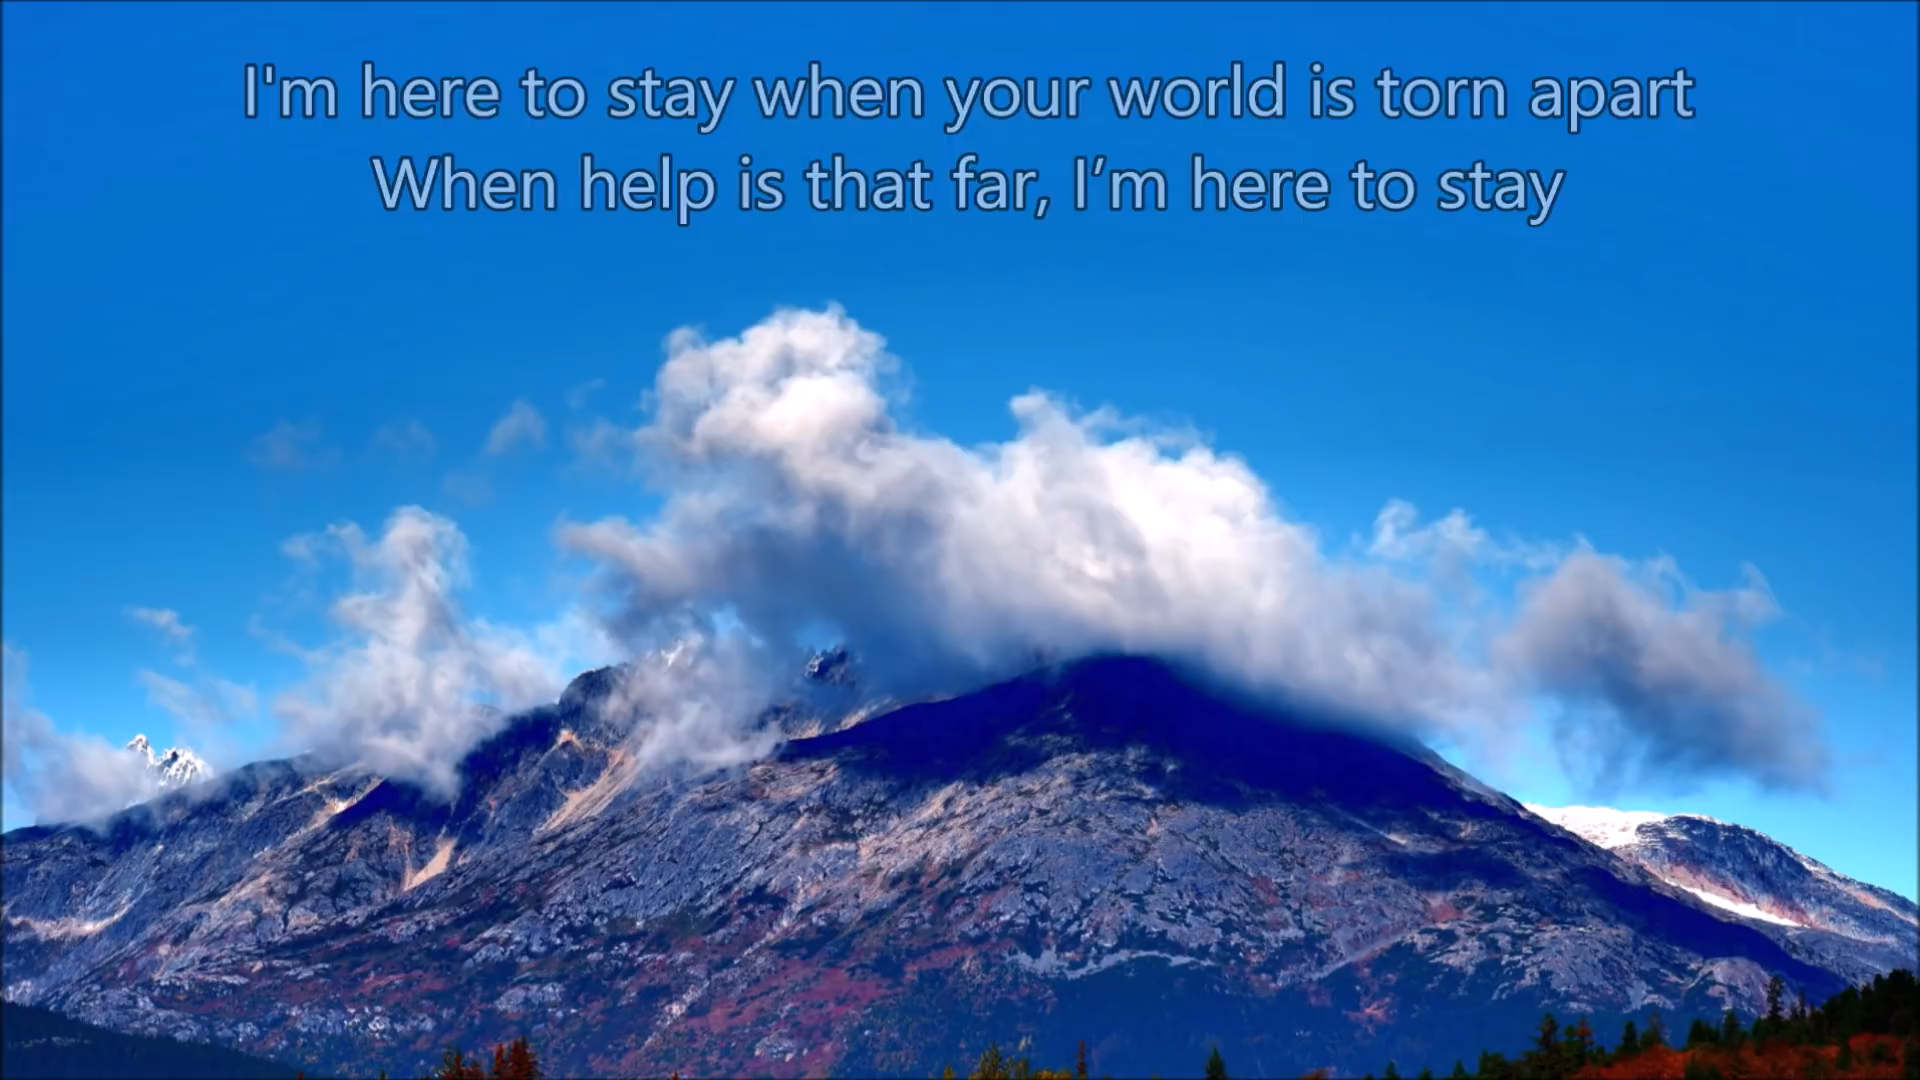 I'm here to stay when your world is torn apart
When help is that far, I’m here to stay